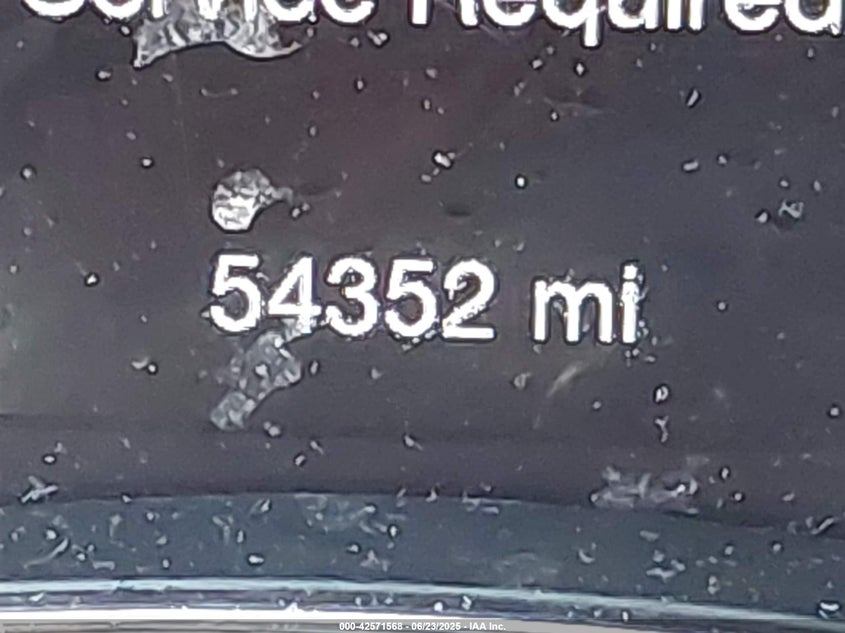 Service Required
54352 mi
000-42571568 - 06/23/2025 - IAA Inc.